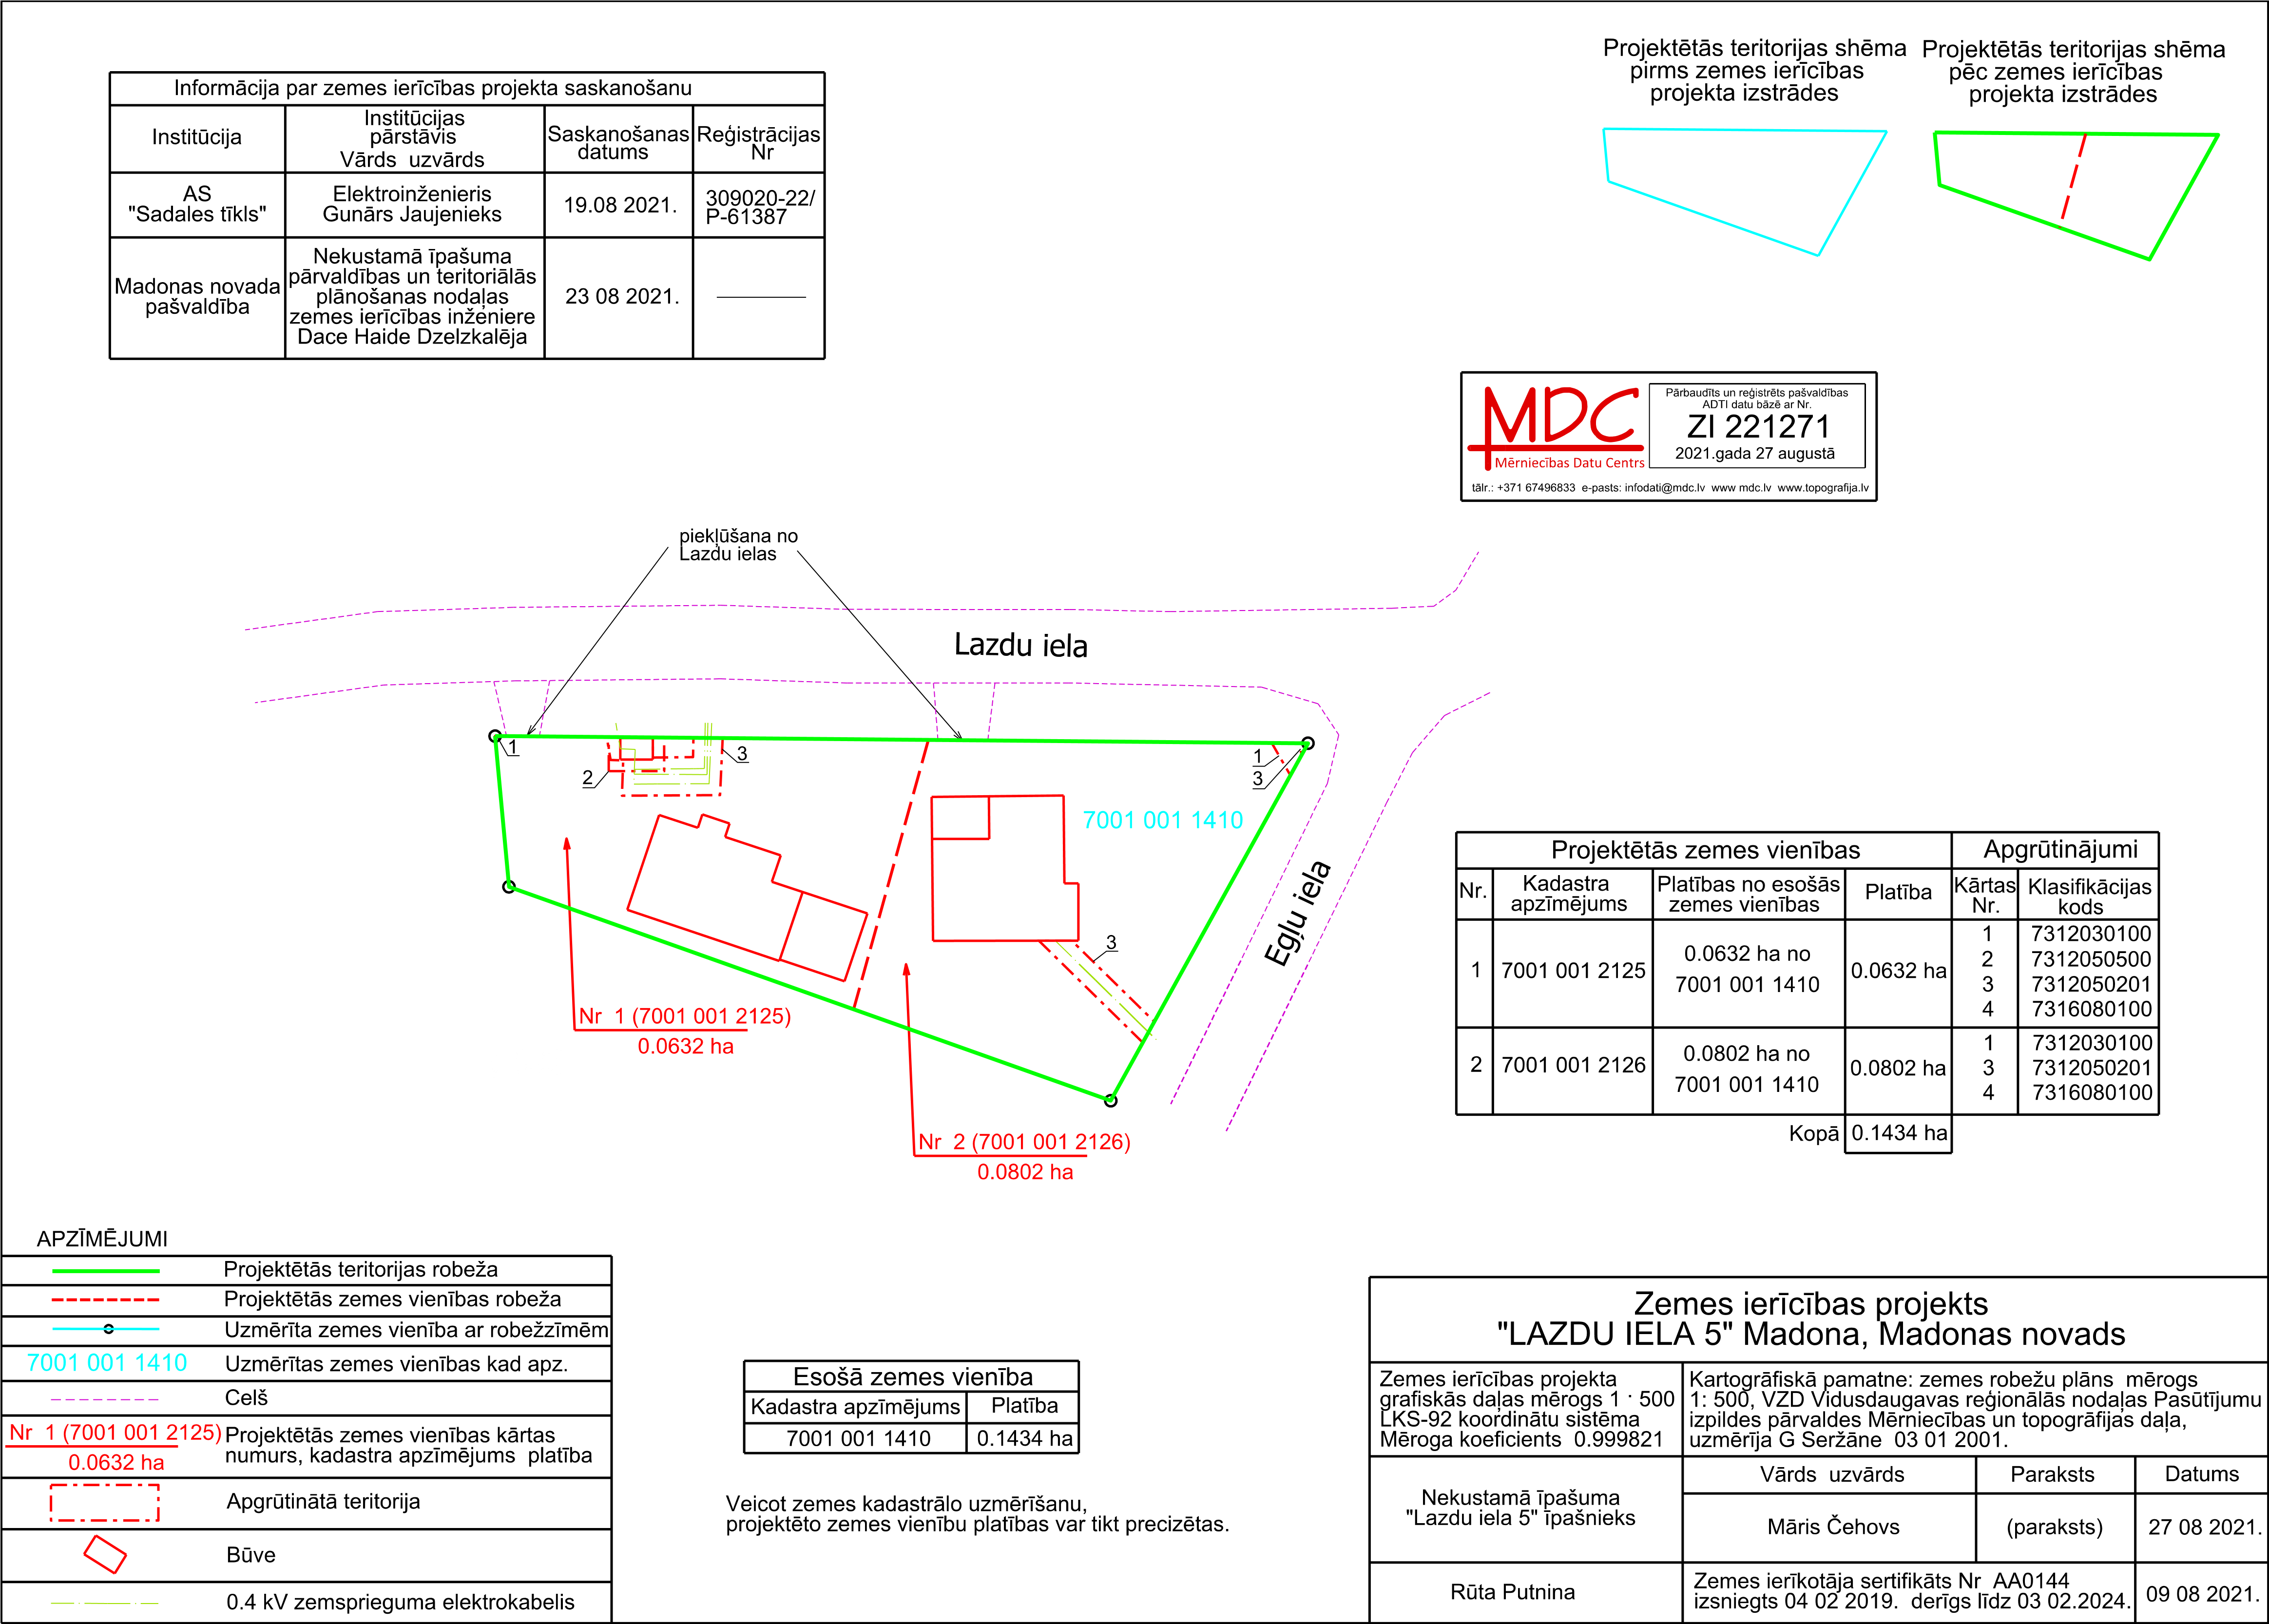 Projektētās teritorijas shēma
pirms zemes ierīcības
projekta izstrādes
Projektētās teritorijas shēma
pēc zemes ierīcības
projekta izstrādes
Informācija par zemes ierīcības projekta saskanošanu
Institūcija
Institūcijas
pārstāvis
Vārds uzvārds
Saskanošanas
datums
Reģistrācijas
Nr
AS
"Sadales tīkls"
Elektroinženieris
Gunārs Jaujenieks
19.08 2021.
309020-22/
P-61387
Madonas novada
pašvaldība
Nekustamā īpašuma
pārvaldības un teritoriālās
plānošanas nodaļas
zemes ierīcības inženiere
Dace Haide Dzelzkalēja
23 08 2021.
MDC
Mērniecības Datu Centrs
Pārbaudīts un reģistrēts pašvaldības
ADTI datu bāzē ar Nr.
ZI 221271
2021.gada 27 augustā
tālr.: +371 67496833 e-pasts: infodati@mdc.lv www mdc.lv www.topografija.lv
piekļūšana no
Lazdu ielas
Lazdu iela
1
2
3
1
3
7001 001 1410
Egļu iela
3
Nr 1 (7001 001 2125)
0.0632 ha
Nr 2 (7001 001 2126)
0.0802 ha
Projektētās zemes vienības
Apgrūtinājumi
Nr.
Kadastra
apzīmējums
Platības no esošās
zemes vienības
Platība
Kārtas
Nr.
Klasifikācijas
kods
1
7001 001 2125
0.0632 ha no
7001 001 1410
0.0632 ha
1 7312030100
2 7312050500
3 7312050201
4 7316080100
2
7001 001 2126
0.0802 ha no
7001 001 1410
0.0802 ha
1 7312030100
3 7312050201
4 7316080100
Kopā 0.1434 ha
APZĪMĒJUMI
Projektētās teritorijas robeža
Projektētās zemes vienības robeža
Uzmērīta zemes vienība ar robežzīmēm
7001 001 1410 Uzmērītas zemes vienības kad apz.
Celš
Nr 1 (7001 001 2125)
0.0632 ha
Projektētās zemes vienības kārtas
numurs, kadastra apzīmējums platība
Apgrūtinātā teritorija
Būve
0.4 kV zemsprieguma elektrokabelis
Esošā zemes vienība
Kadastra apzīmējums Platība
7001 001 1410 0.1434 ha
Veicot zemes kadastrālo uzmērīšanu,
projektēto zemes vienību platības var tikt precizētas.
Zemes ierīcības projekts
"LAZDU IELA 5" Madona, Madonas novads
Zemes ierīcības projekta
grafiskās daļas mērogs 1 : 500
LKS-92 koordinātu sistēma
Mēroga koeficients 0.999821
Kartogrāfiskā pamatne: zemes robežu plāns mērogs
1: 500, VZD Vidusdaugavas reģionālās nodaļas Pasūtījumu
izpildes pārvaldes Mērniecības un topogrāfijas daļa,
uzmērīja G Seržāne 03 01 2001.
Nekustamā īpašuma
"Lazdu iela 5" īpašnieks
Vārds uzvārds
Paraksts
Datums
Māris Čehovs
(paraksts)
27 08 2021.
Rūta Putnina
Zemes ierīkotāja sertifikāts Nr AA0144
izsniegts 04 02 2019. derīgs līdz 03 02.2024.
09 08 2021.